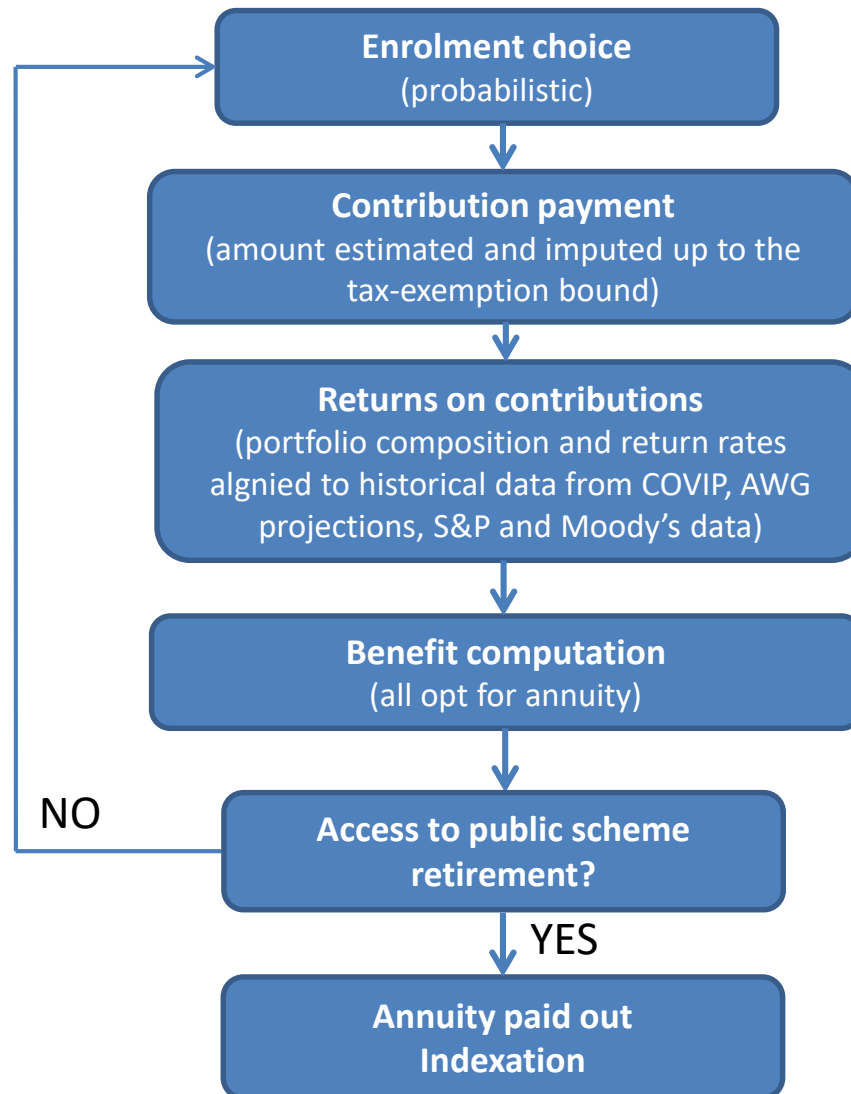 Enrolment choice
(probabilistic)
Contribution payment
(amount estimated and imputed up to the
tax-exemption bound)
Returns on contributions
(portfolio composition and return rates
algnied to historical data from COVIP, AWG
projections, S&P and Moody’s data)
Benefit computation
(all opt for annuity)
NO
Access to public scheme
retirement?
YES
Annuity paid out
Indexation